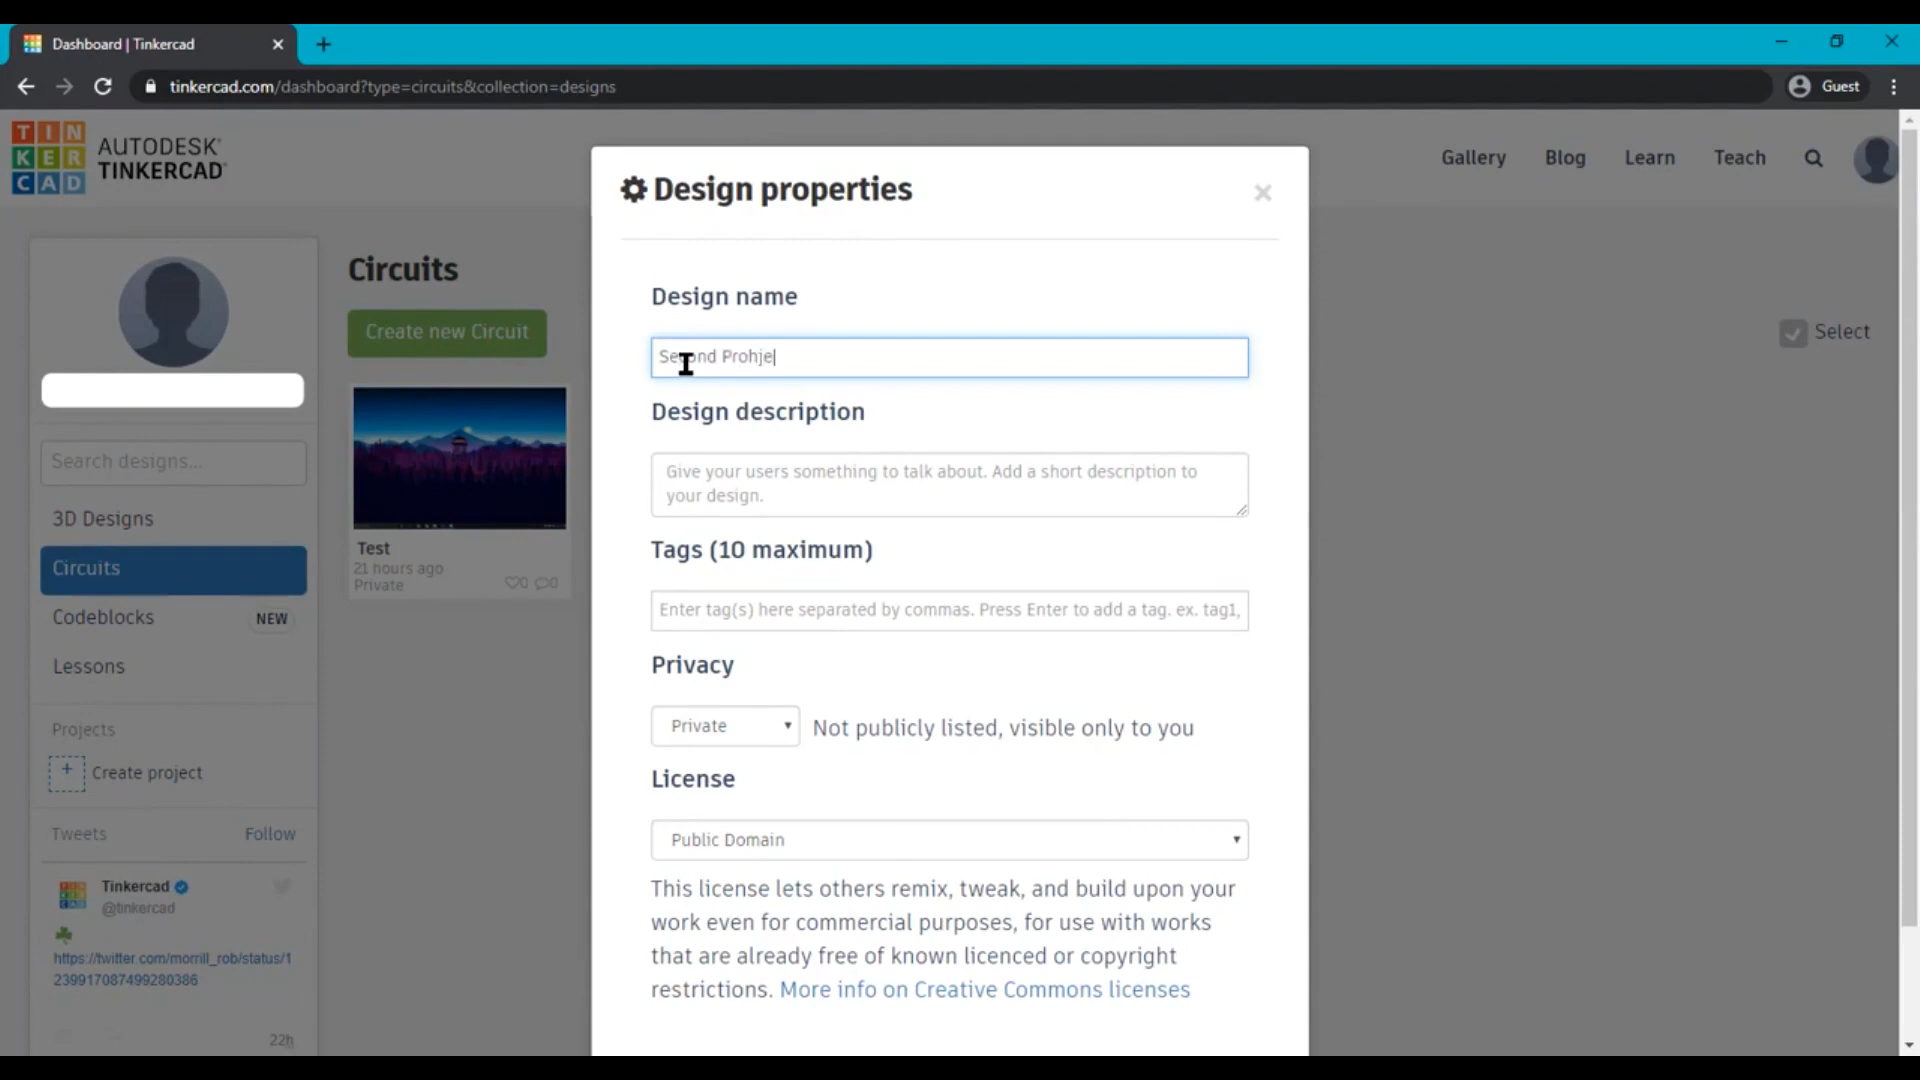 Dashboard | Tinkercad
tinkercad.com/dashboard?type=circuits&collection=designs
Guest
TIN
KER
CAD
AUTODESK®
TINKERCAD®
Gallery
Blog
Learn
Teach
Search designs...
3D Designs
Circuits
Codeblocks
NEW
Lessons
Projects
Create project
Tweets
Follow
Tinkercad
@tinkercad
https://twitter.com/morrill_rob/status/1
239917087499280386
22h
Circuits
Create new Circuit
Select
Test
21 hours ago
Private
0 0
Design properties
Design name
Second Prohje
Design description
Give your users something to talk about. Add a short description to
your design.
Tags (10 maximum)
Enter tag(s) here separated by commas. Press Enter to add a tag. ex. tag1,
Privacy
Private
Not publicly listed, visible only to you
License
Public Domain
This license lets others remix, tweak, and build upon your
work even for commercial purposes, for use with works
that are already free of known licenced or copyright
restrictions. More info on Creative Commons licenses